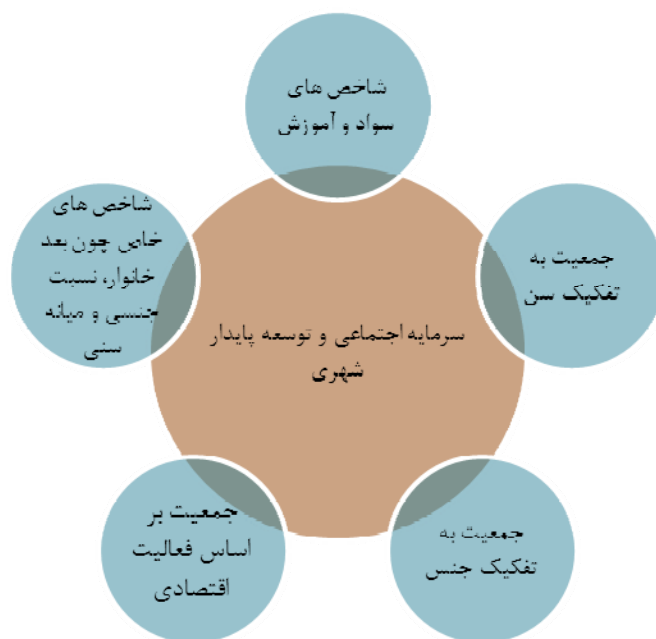 شاخص های
سواد و آموزش
جمعیت به
تفکیک سن
جمعیت به
تفکیک جنس
جمعیت بر
اساس فعالیت
اقتصادی
شاخص های
خاص چون بعد
خانوار، نسبت
جنسی و میانه
سنی
سرمایه اجتماعی و توسعه پایدار
شهری